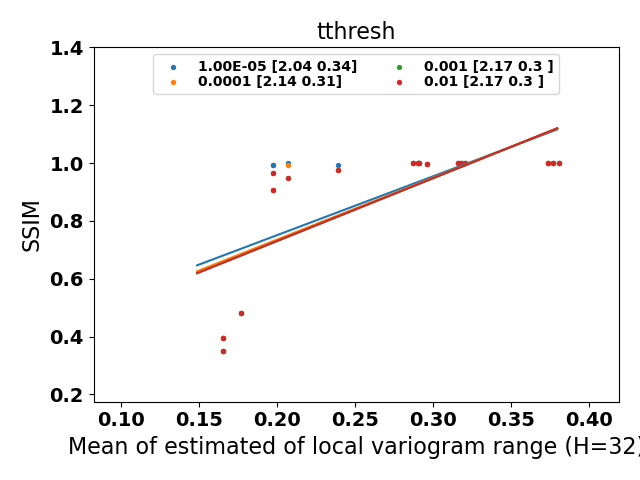 tthresh
1.00E-05 [2.04 0.34]
0.0001 [2.14 0.31]
0.001 [2.17 0.3 ]
0.01 [2.17 0.3 ]
SSIM
1.4
1.2
1.0
0.8
0.6
0.4
0.2
0.10 0.15 0.20 0.25 0.30 0.35 0.40
Mean of estimated of local variogram range (H=32)